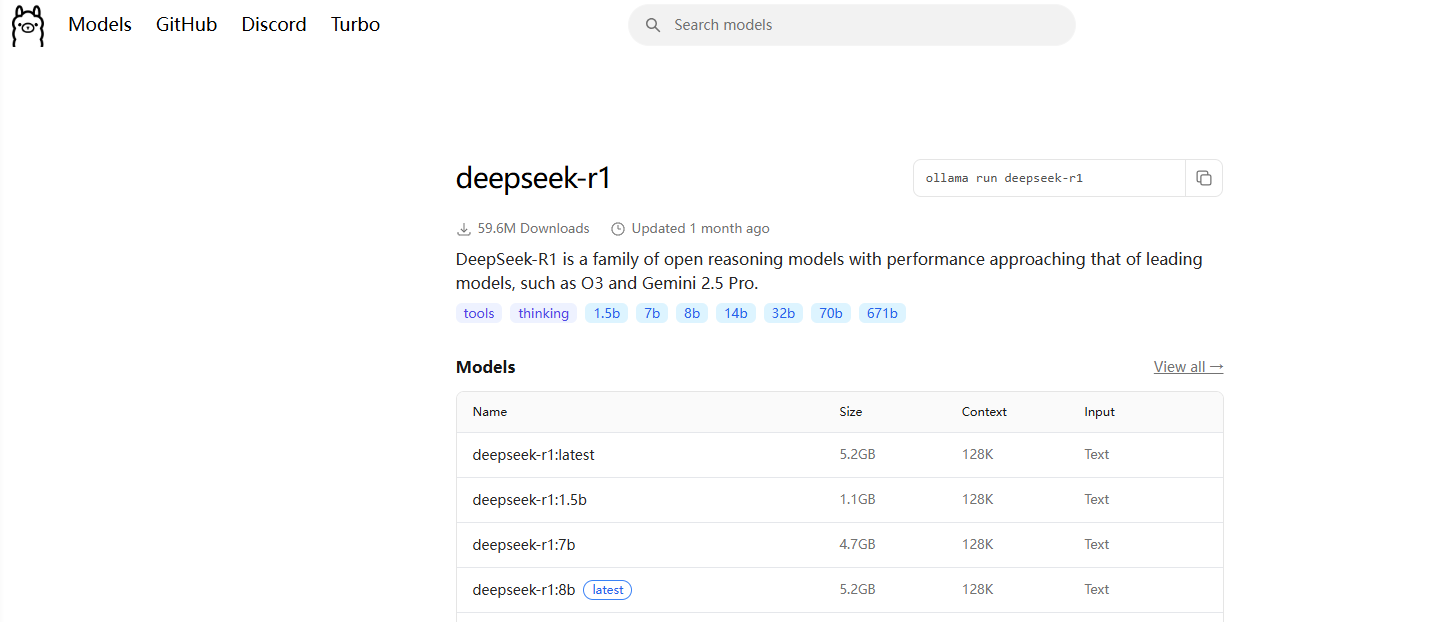 Models GitHub Discord Turbo Search models
deepseek-r1 ollama run deepseek-r1
59.6M Downloads Updated 1 month ago
DeepSeek-R1 is a family of open reasoning models with performance approaching that of leading
models, such as O3 and Gemini 2.5 Pro.
tools thinking 1.5b 7b 8b 14b 32b 70b 671b
Models View all →
Name Size Context Input
deepseek-r1:latest 5.2GB 128K Text
deepseek-r1:1.5b 1.1GB 128K Text
deepseek-r1:7b 4.7GB 128K Text
deepseek-r1:8b latest 5.2GB 128K Text